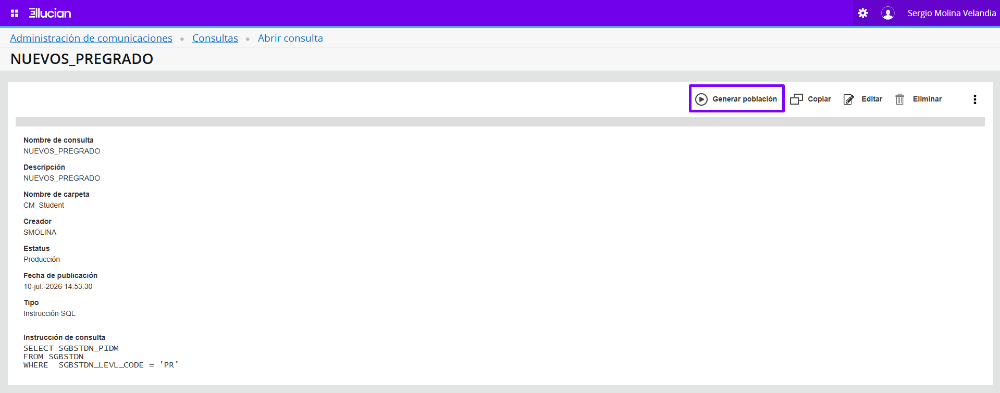 Ellucian
Sergio Molina Velandia
Administración de comunicaciones • Consultas • Abrir consulta
NUEVOS_PREGRADO
Generar población Copiar Editar Eliminar
Nombre de consulta
NUEVOS_PREGRADO
Descripción
NUEVOS_PREGRADO
Nombre de carpeta
CM_Student
Creador
SMOLINA
Estatus
Producción
Fecha de publicación
10-jul.-2026 14:53:30
Tipo
Instrucción SQL
Instrucción de consulta
SELECT SGBSTDN_PIDM
FROM SGBSTDN
WHERE  SGBSTDN_LEVL_CODE = 'PR'